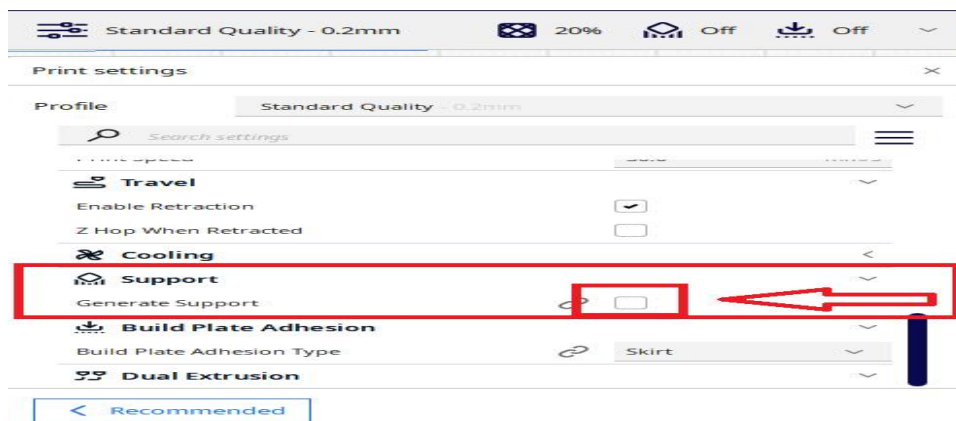 Standard Quality - 0.2mm 20% Off Off
Print settings
Profile Standard Quality - 0.2mm
Search settings
Travel
Enable Retraction
Z Hop When Retracted
Cooling
Support
Generate Support
Build Plate Adhesion
Build Plate Adhesion Type Skirt
Dual Extrusion
Recommended